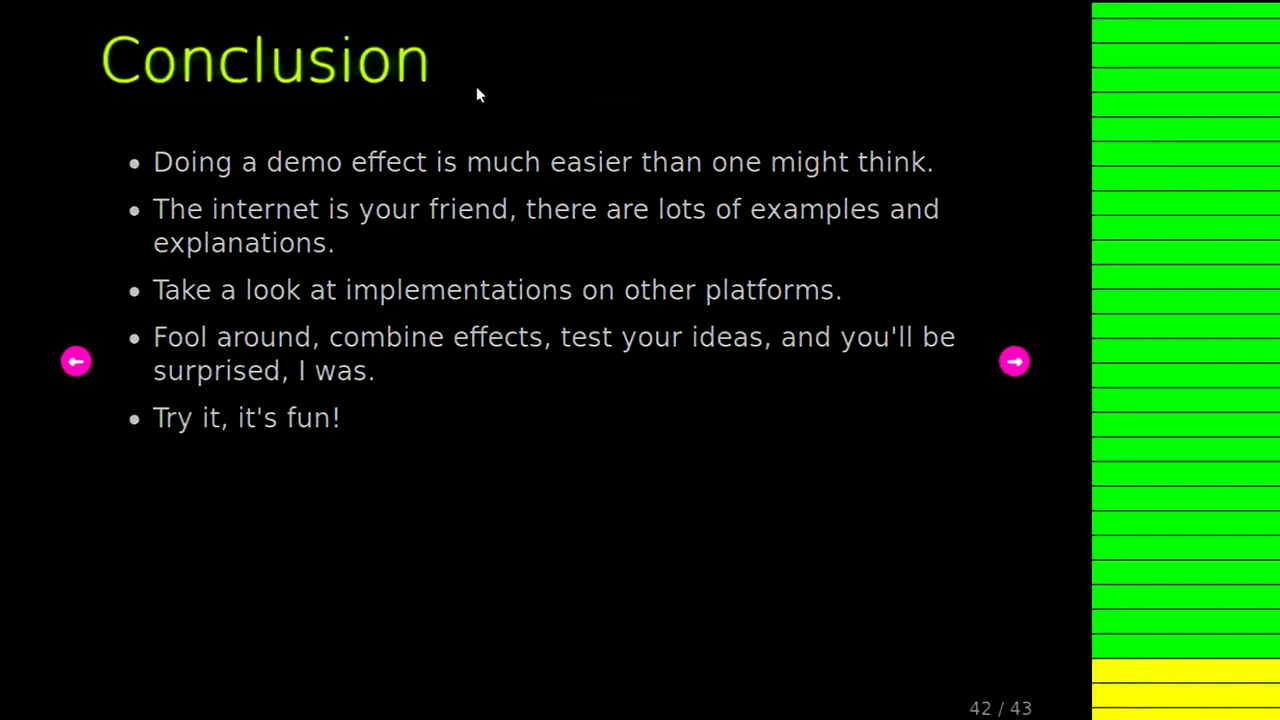 Conclusion
• Doing a demo effect is much easier than one might think.
• The internet is your friend, there are lots of examples and
explanations.
• Take a look at implementations on other platforms.
• Fool around, combine effects, test your ideas, and you'll be
surprised, I was.
• Try it, it's fun!
42 / 43